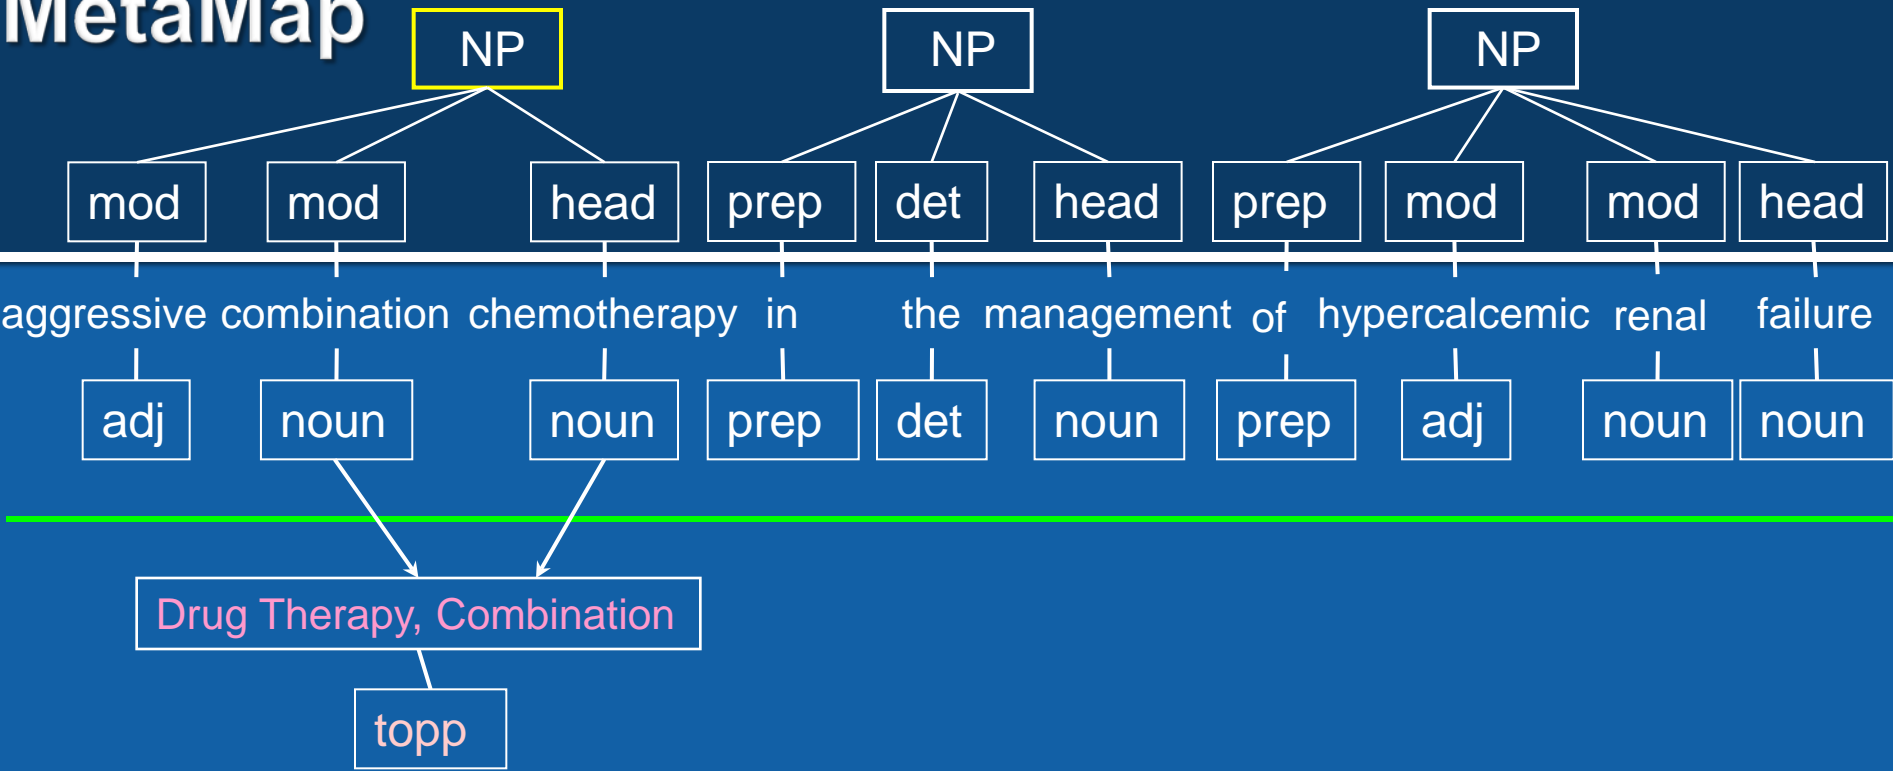 MetaMap
NP NP NP
mod mod head prep det head prep mod mod head
aggressive combination chemotherapy in the management of hypercalcemic renal failure
adj noun noun prep det noun prep adj noun noun
Drug Therapy, Combination
topp